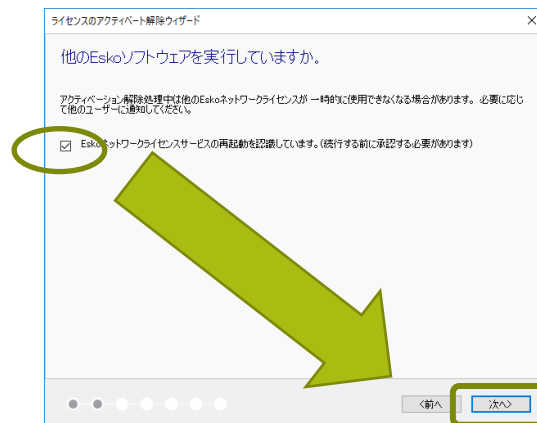 ライセンスのアクティベート解除ウィザード
他のEskoソフトウェアを実行していますか。
アクティベーション解除処理中は他のEskoネットワークライセンスが 一時的に使用できなくなる場合があります。 必要に応じ
て他のユーザーに通知してください。
Eskoネットワークライセンスサービスの再起動を認識しています。(続行する前に承認する必要があります)
<前へ
次へ>